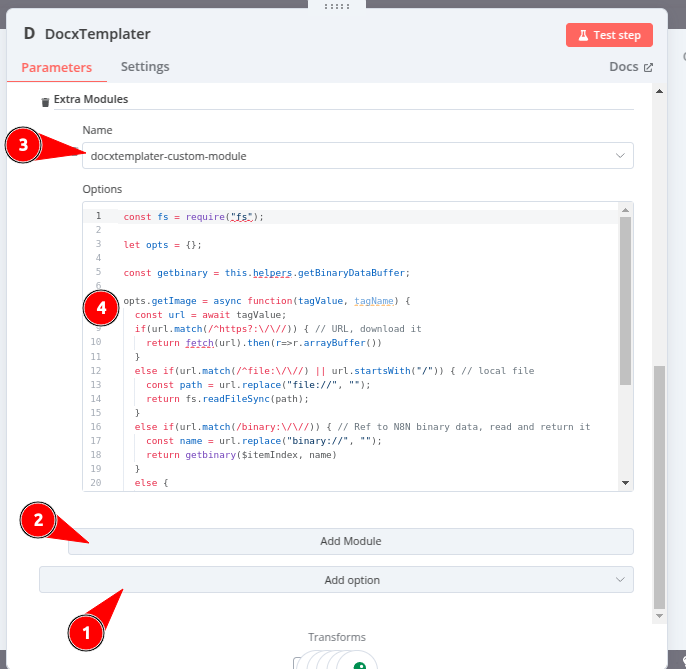 D DocxTemplater
Test step
Parameters Settings Docs
Extra Modules
Name
3
docxtemplater-custom-module
Options
1 const fs = require("fs");
2
3 let opts = {};
4
5 const getbinary = this.helpers.getBinaryDataBuffer;
6
4 opts.getImage = async function(tagValue, tagName) {
const url = await tagValue;
9 if(url.match(/^https?:\/\//)) { // URL, download it
10 return fetch(url).then(r=>r.arrayBuffer())
11 }
12 else if(url.match(/^file:\/\//) || url.startsWith("/")) { // local file
13 const path = url.replace("file://", "");
14 return fs.readFileSync(path);
15 }
16 else if(url.match(/binary:\/\//)) { // Ref to N8N binary data, read and return it
17 const name = url.replace("binary://", "");
18 return getbinary($itemIndex, name)
19 }
20 else {
2
Add Module
Add option
1
Transforms